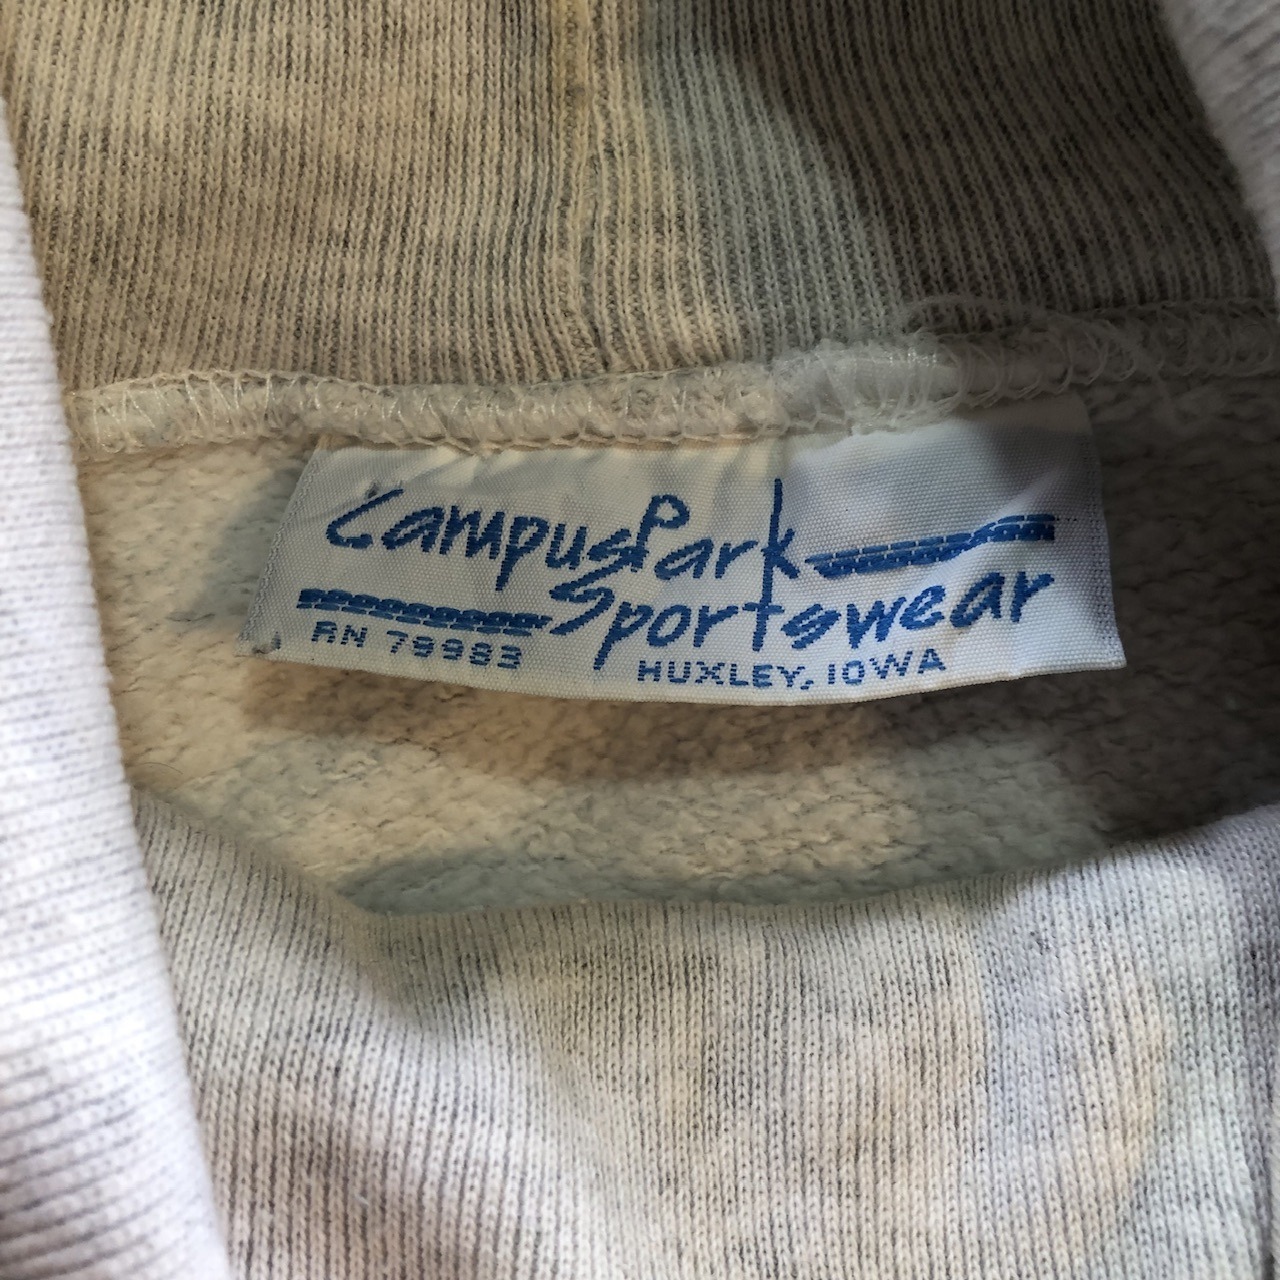 CampusPark
Sportswear
RN 79983
HUXLEY, IOWA